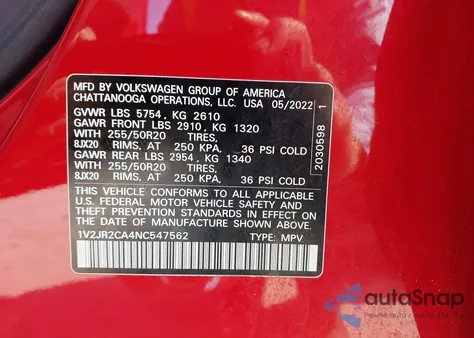 MFD. BY VOLKSWAGEN GROUP OF AMERICA
CHATTANOOGA OPERATIONS, LLC. USA 05/2022
GVWR LBS 5754, KG 2610
GAWR FRONT LBS 2910, KG 1320
WITH 255/50R20 TIRES,
8JX20 RIMS, AT 250 KPA, 36 PSI COLD
GAWR REAR LBS 2954, KG 1340
WITH 255/50R20 TIRES,
8JX20 RIMS, AT 250 KPA, 36 PSI COLD
THIS VEHICLE CONFORMS TO ALL APPLICABLE
U.S. FEDERAL MOTOR VEHICLE SAFETY AND
THEFT PREVENTION STANDARDS IN EFFECT ON
THE DATE OF MANUFACTURE SHOWN ABOVE
1V2JR2CA4NC547562 TYPE: MPV
2030598 1
autoSnap